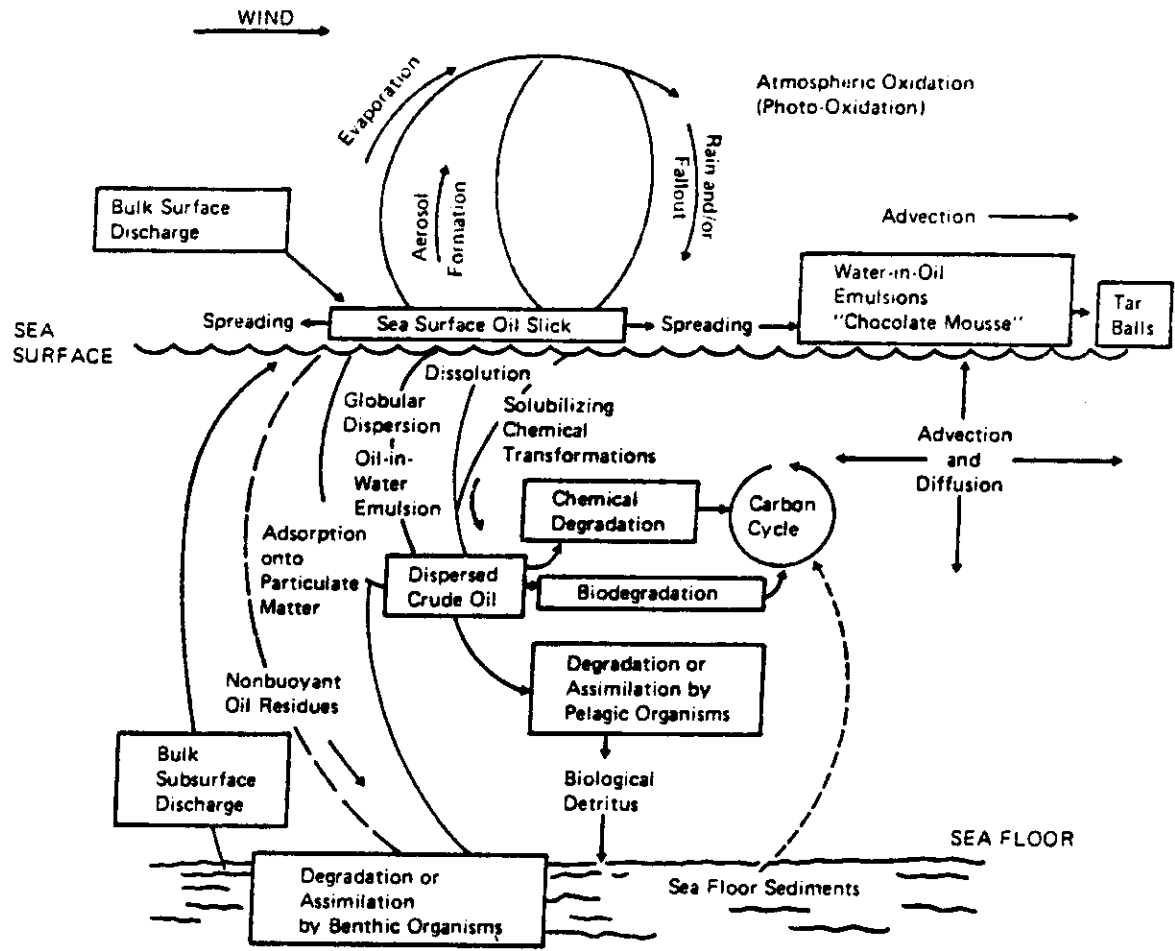 WIND
Evaporation
Atmospheric Oxidation
(Photo-Oxidation)
Aerosol
Formation
Rain and/or
Fallout
Bulk Surface
Discharge
Advection
Water-in-Oil
Emulsions
"Chocolate Mousse"
Tar
Balls
SEA
SURFACE
Spreading
Sea Surface Oil Slick
Spreading
Dissolution
Globular
Dispersion
Solubilizing
Chemical
Transformations
Oil-in-
Water
Emulsion
Advection
and
Diffusion
Chemical
Degradation
Carbon
Cycle
Adsorption
onto
Particulate
Matter
Dispersed
Crude Oil
Biodegradation
Nonbuoyant
Oil Residues
Degradation or
Assimilation by
Pelagic Organisms
Bulk
Subsurface
Discharge
Biological
Detritus
SEA FLOOR
Degradation or
Assimilation
by Benthic Organisms
Sea Floor Sediments